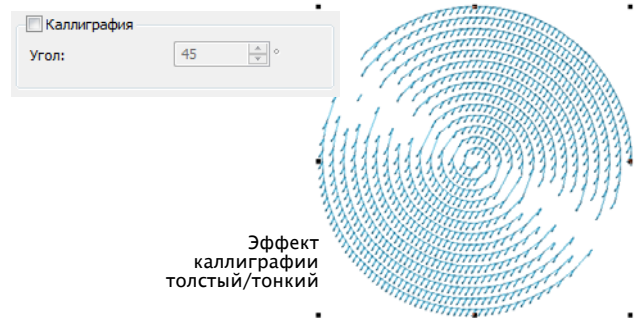 Каллиграфия
Угол:
45 °
Эффект
каллиграфии
толстый/тонкий